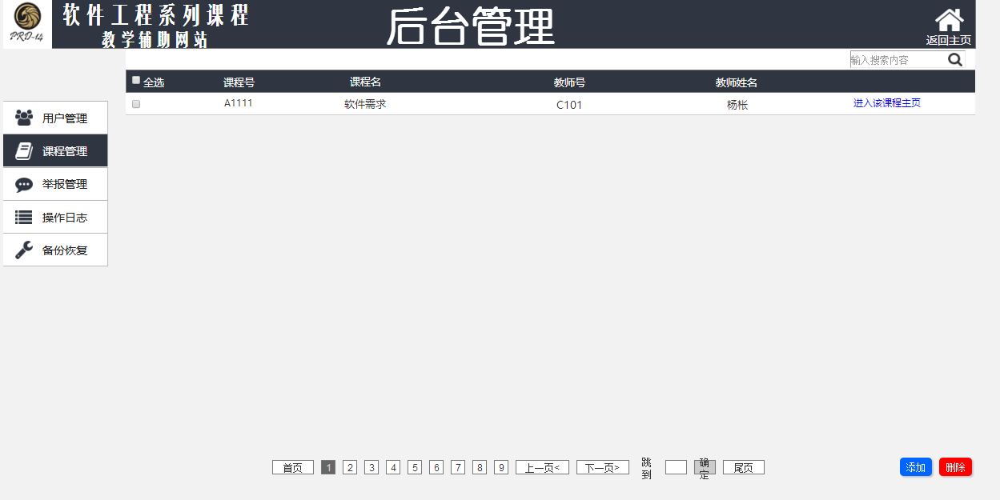 软件工程系列课程
教学辅助网站
PRD-14
后台管理
返回主页
输入搜索内容
全选 课程号 课程名 教师号 教师姓名
A1111 软件需求 C101 杨枨 进入该课程主页
用户管理
课程管理
举报管理
操作日志
备份恢复
首页 1 2 3 4 5 6 7 8 9 上一页< 下一页> 跳到 确定 尾页
添加 删除